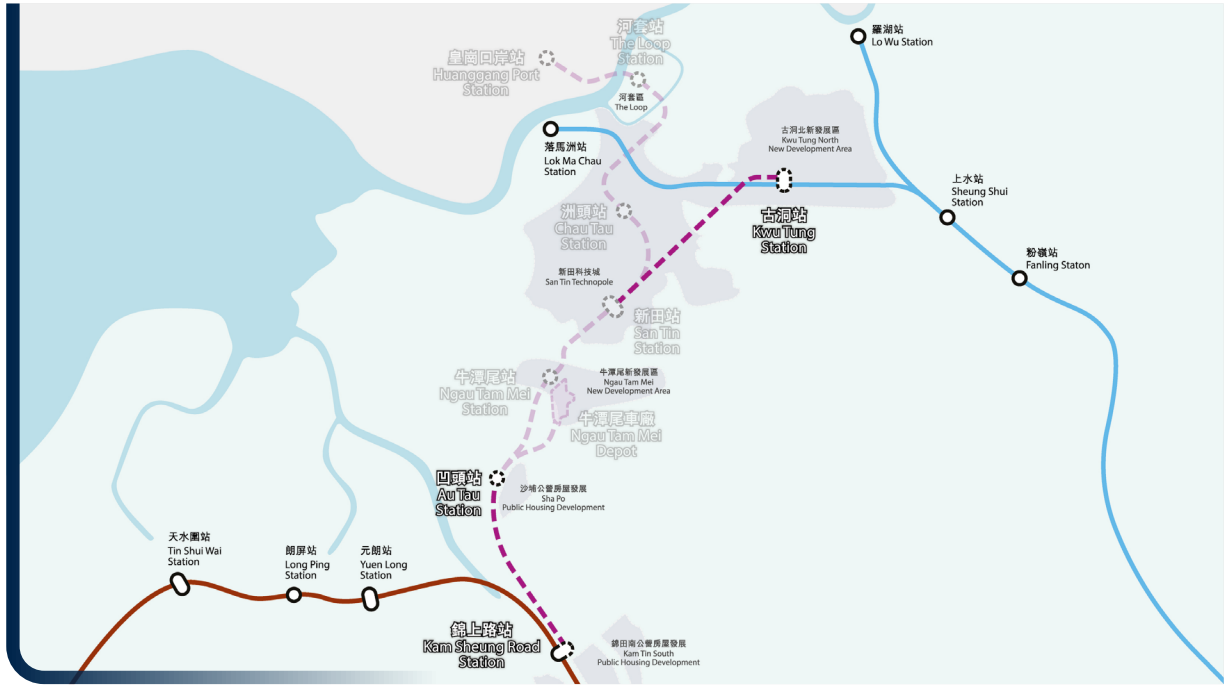 河套站
The Loop
Station
皇崗口岸站
Huanggang Port
Station
河套區
The Loop
羅湖站
Lo Wu Station
落馬洲站
Lok Ma Chau
Station
古洞北新發展區
Kwu Tung North
New Development Area
上水站
Sheung Shui
Station
洲頭站
Chau Tau
Station
古洞站
Kwu Tung
Station
粉嶺站
Fanling Staton
新田科技城
San Tin Technopole
新田站
San Tin
Station
牛潭尾站
Ngau Tam Mei
Station
牛潭尾新發展區
Ngau Tam Mei
New Development Area
牛潭尾車廠
Ngau Tam Mei
Depot
凹頭站
Au Tau
Station
沙埔公營房屋發展
Sha Po
Public Housing Development
天水圍站
Tin Shui Wai
Station
朗屏站
Long Ping
Station
元朗站
Yuen Long
Station
錦上路站
Kam Sheung Road
Station
錦田南公營房屋發展
Kam Tin South
Public Housing Development